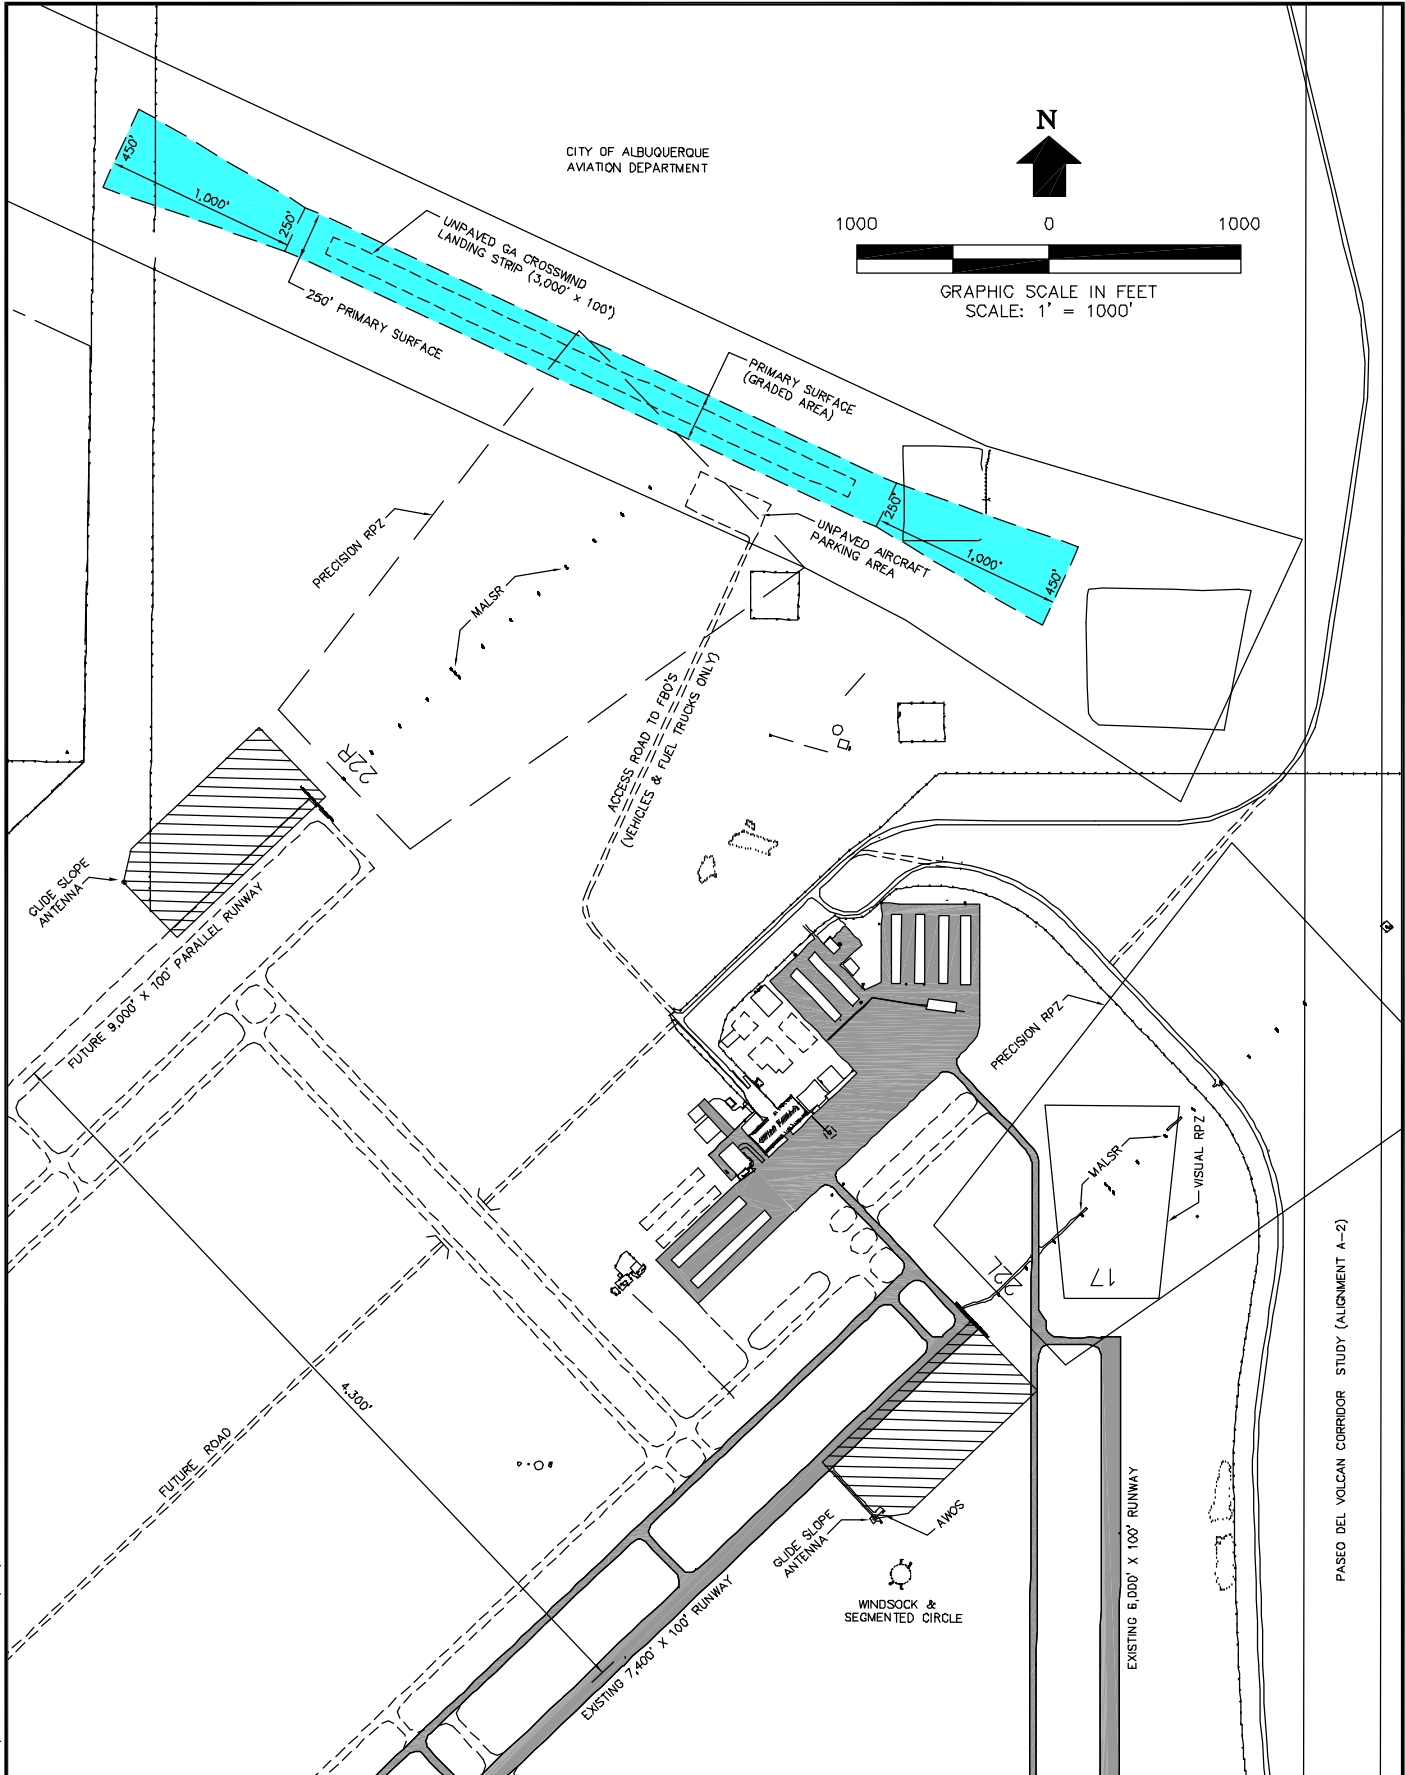 450'
1,000'
250'
CITY OF ALBUQUERQUE
AVIATION DEPARTMENT
N
1000 0 1000
GRAPHIC SCALE IN FEET
SCALE: 1' = 1000'
UNPAVED GA CROSSWIND
LANDING STRIP (3,000' x 100')
250' PRIMARY SURFACE
PRIMARY SURFACE
(GRADED AREA)
250'
1,000'
450'
UNPAVED AIRCRAFT
PARKING AREA
PRECISION RPZ
MALSR
ACCESS ROAD TO FBO'S
(VEHICLES & FUEL TRUCKS ONLY)
22R
GLIDE SLOPE
ANTENNA
FUTURE 9,000' X 100' PARALLEL RUNWAY
PRECISION RPZ
MALSR
VISUAL RPZ
22L
17
4,300'
FUTURE ROAD
GLIDE SLOPE
ANTENNA
AWOS
WINDSOCK &
SEGMENTED CIRCLE
EXISTING 7,400' X 100' RUNWAY
EXISTING 6,000' X 100' RUNWAY
PASEO DEL VOLCAN CORRIDOR STUDY (ALIGNMENT A-2)